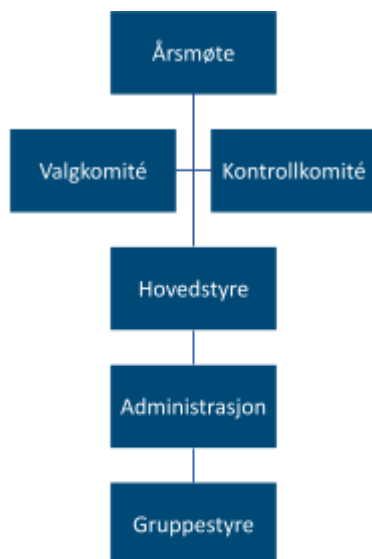 Årsmøte
Valgkomité
Kontrollkomité
Hovedstyre
Administrasjon
Gruppestyre